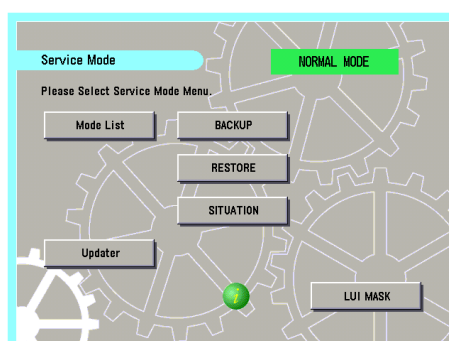 Service Mode
NORMAL MODE
Please Select Service Mode Menu.
Mode List
BACKUP
RESTORE
SITUATION
Updater
i
LUI MASK